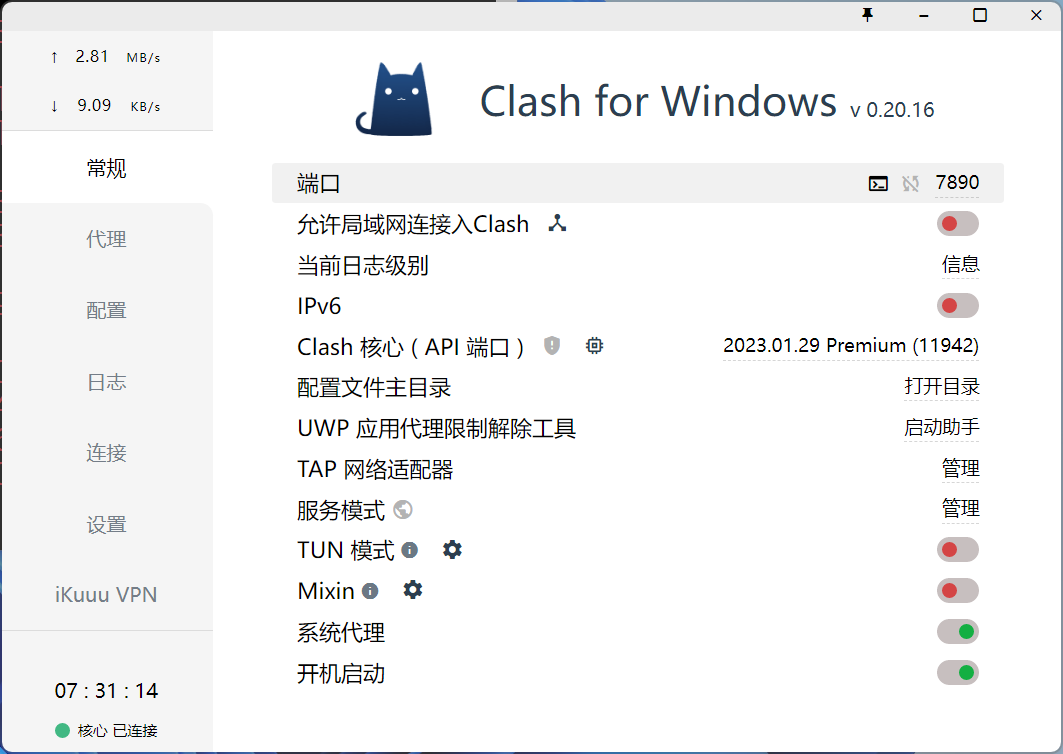 ↑ 2.81 MB/s
↓ 9.09 KB/s
常规
代理
配置
日志
连接
设置
iKuuu VPN
07 : 31 : 14
核心 已连接
Clash for Windows v 0.20.16
端口 7890
允许局域网连接入Clash
当前日志级别 信息
IPv6
Clash 核心 ( API 端口 ) 2023.01.29 Premium (11942)
配置文件主目录 打开目录
UWP 应用代理限制解除工具 启动助手
TAP 网络适配器 管理
服务模式 管理
TUN 模式
Mixin
系统代理
开机启动